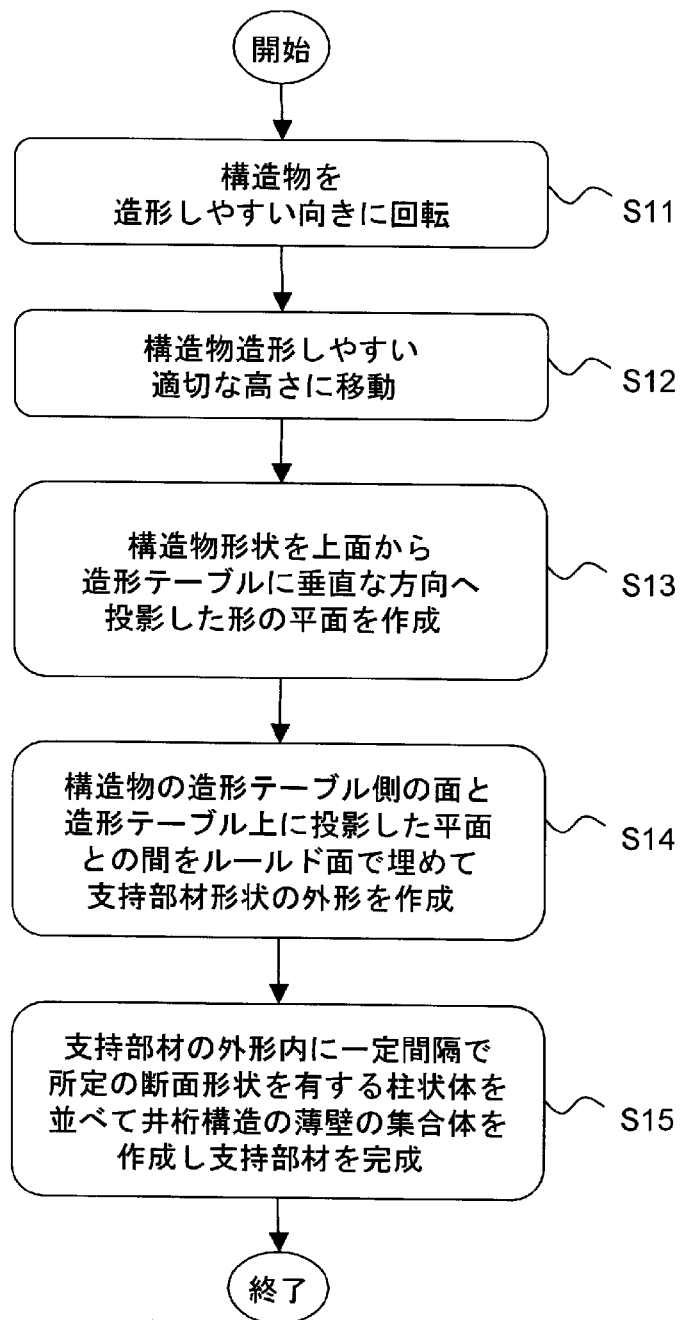 開始
構造物を
造形しやすい向きに回転
S11
構造物造形しやすい
適切な高さに移動
S12
構造物形状を上面から
造形テーブルに垂直な方向へ
投影した形の平面を作成
S13
構造物の造形テーブル側の面と
造形テーブル上に投影した平面
との間をルールド面で埋めて
支持部材形状の外形を作成
S14
支持部材の外形内に一定間隔で
所定の断面形状を有する柱状体を
並べて井桁構造の薄壁の集合体を
作成し支持部材を完成
S15
終了